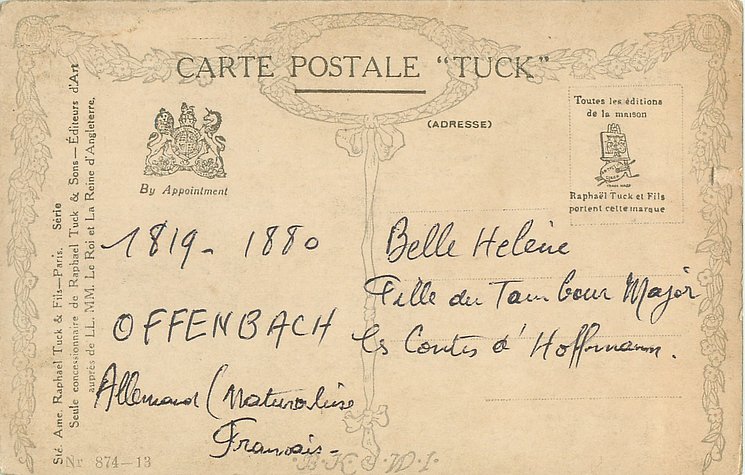 CARTE POSTALE "TUCK"
(ADRESSE)
By Appointment
Toutes les éditions
de la maison
Raphaël Tuck et Fils
portent cette marque
Sté. Ame. Raphael Tuck & Fils—Paris. Série
Seule concessionnaire de Raphael Tuck & Sons—Éditeurs d'Art
auprès de LL. MM. Le Roi et La Reine d'Angleterre.
1819 - 1880
OFFENBACH
Allemand (Naturalisé
Français -
Belle Helène
Fille du Tambour Major
les Contes d'Hoffmann.
Nr 874-13
B.K.W.I.